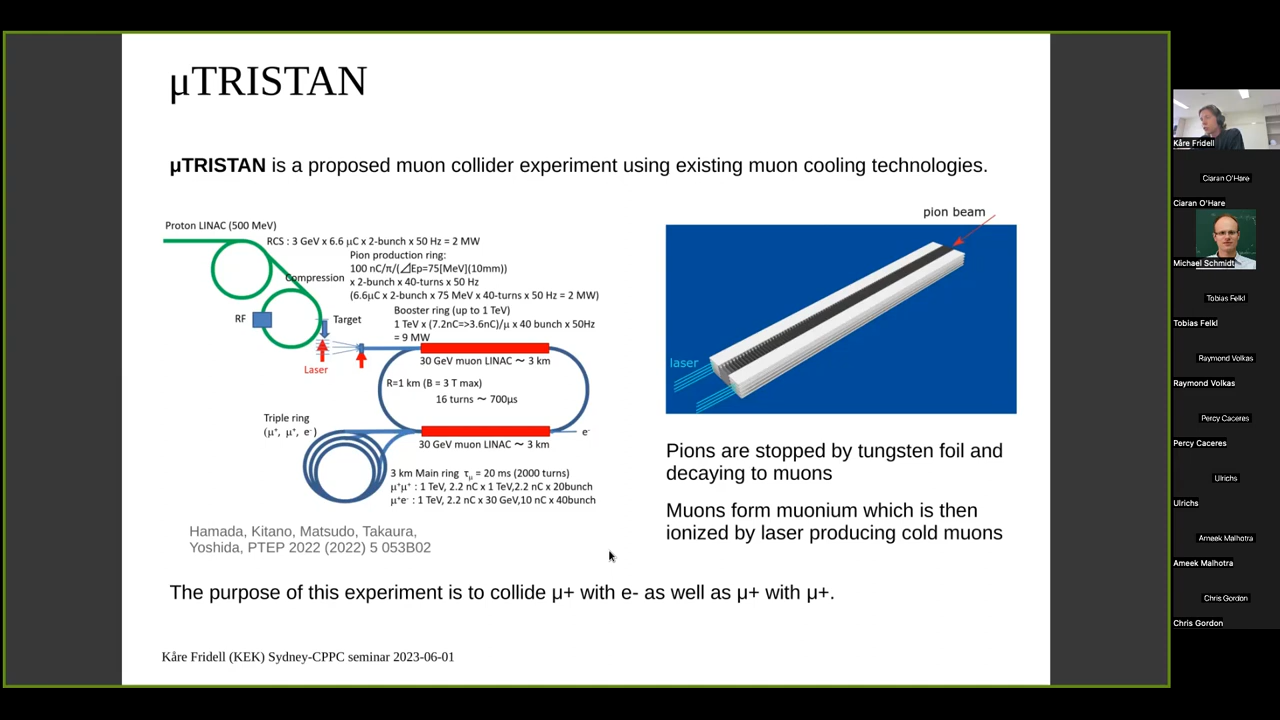 μTRISTAN
μTRISTAN is a proposed muon collider experiment using existing muon cooling technologies.
Proton LINAC (500 MeV)
RCS : 3 GeV x 6.6 μC x 2-bunch x 50 Hz = 2 MW
Pion production ring:
100 nC/π/(⊿Ep=75[MeV](10mm))
Compression
x 2-bunch x 40-turns x 50 Hz
(6.6μC x 2-bunch x 75 MeV x 40-turns x 50 Hz = 2 MW)
Booster ring (up to 1 TeV)
RF
Target
1 TeV x (7.2nC=>3.6nC)/μ x 40 bunch x 50Hz
= 9 MW
Laser
30 GeV muon LINAC ～ 3 km
R=1 km (B = 3 T max)
16 turns ～ 700μs
Triple ring
(μ⁺, μ⁺, e⁻)
e⁻
30 GeV muon LINAC ～ 3 km
3 km Main ring τμ = 20 ms (2000 turns)
μ⁺μ⁺ : 1 TeV, 2.2 nC x 1 TeV,2.2 nC x 20bunch
μ⁺e⁻ : 1 TeV, 2.2 nC x 30 GeV,10 nC x 40bunch
Hamada, Kitano, Matsudo, Takaura,
Yoshida, PTEP 2022 (2022) 5 053B02
pion beam
laser
Pions are stopped by tungsten foil and
decaying to muons
Muons form muonium which is then
ionized by laser producing cold muons
The purpose of this experiment is to collide μ+ with e- as well as μ+ with μ+.
Kåre Fridell (KEK) Sydney-CPPC seminar 2023-06-01
Kåre Fridell
Ciaran O'Hare
Ciaran O'Hare
Michael Schmidt
Tobias Felkl
Tobias Felkl
Raymond Volkas
Raymond Volkas
Percy Caceres
Percy Caceres
Ulrichs
Ulrichs
Ameek Malhotra
Ameek Malhotra
Chris Gordon
Chris Gordon